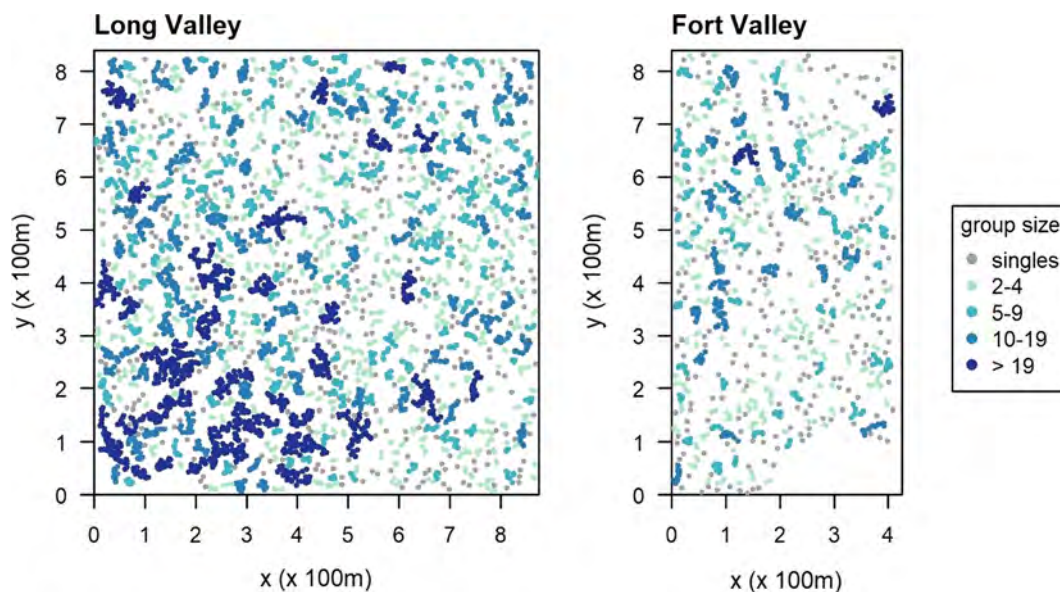 Long Valley
8
7
6
5
4
3
2
1
0
y (x 100m)
0 1 2 3 4 5 6 7 8
x (x 100m)
Fort Valley
8
7
6
5
4
3
2
1
0
y (x 100m)
0 1 2 3 4
x (x 100m)
group size
singles
2-4
5-9
10-19
> 19